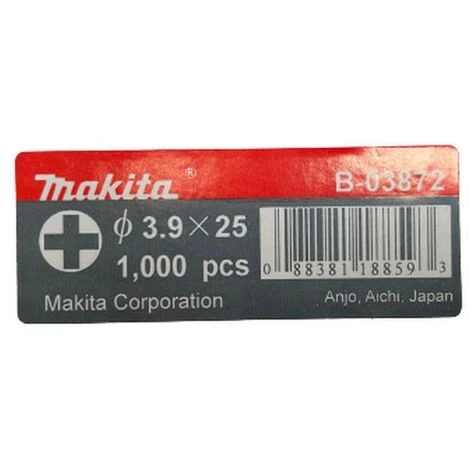 makita® B-03872
ϕ 3.9×25
1,000 pcs
0 88381 18859 3
Makita Corporation Anjo, Aichi, Japan